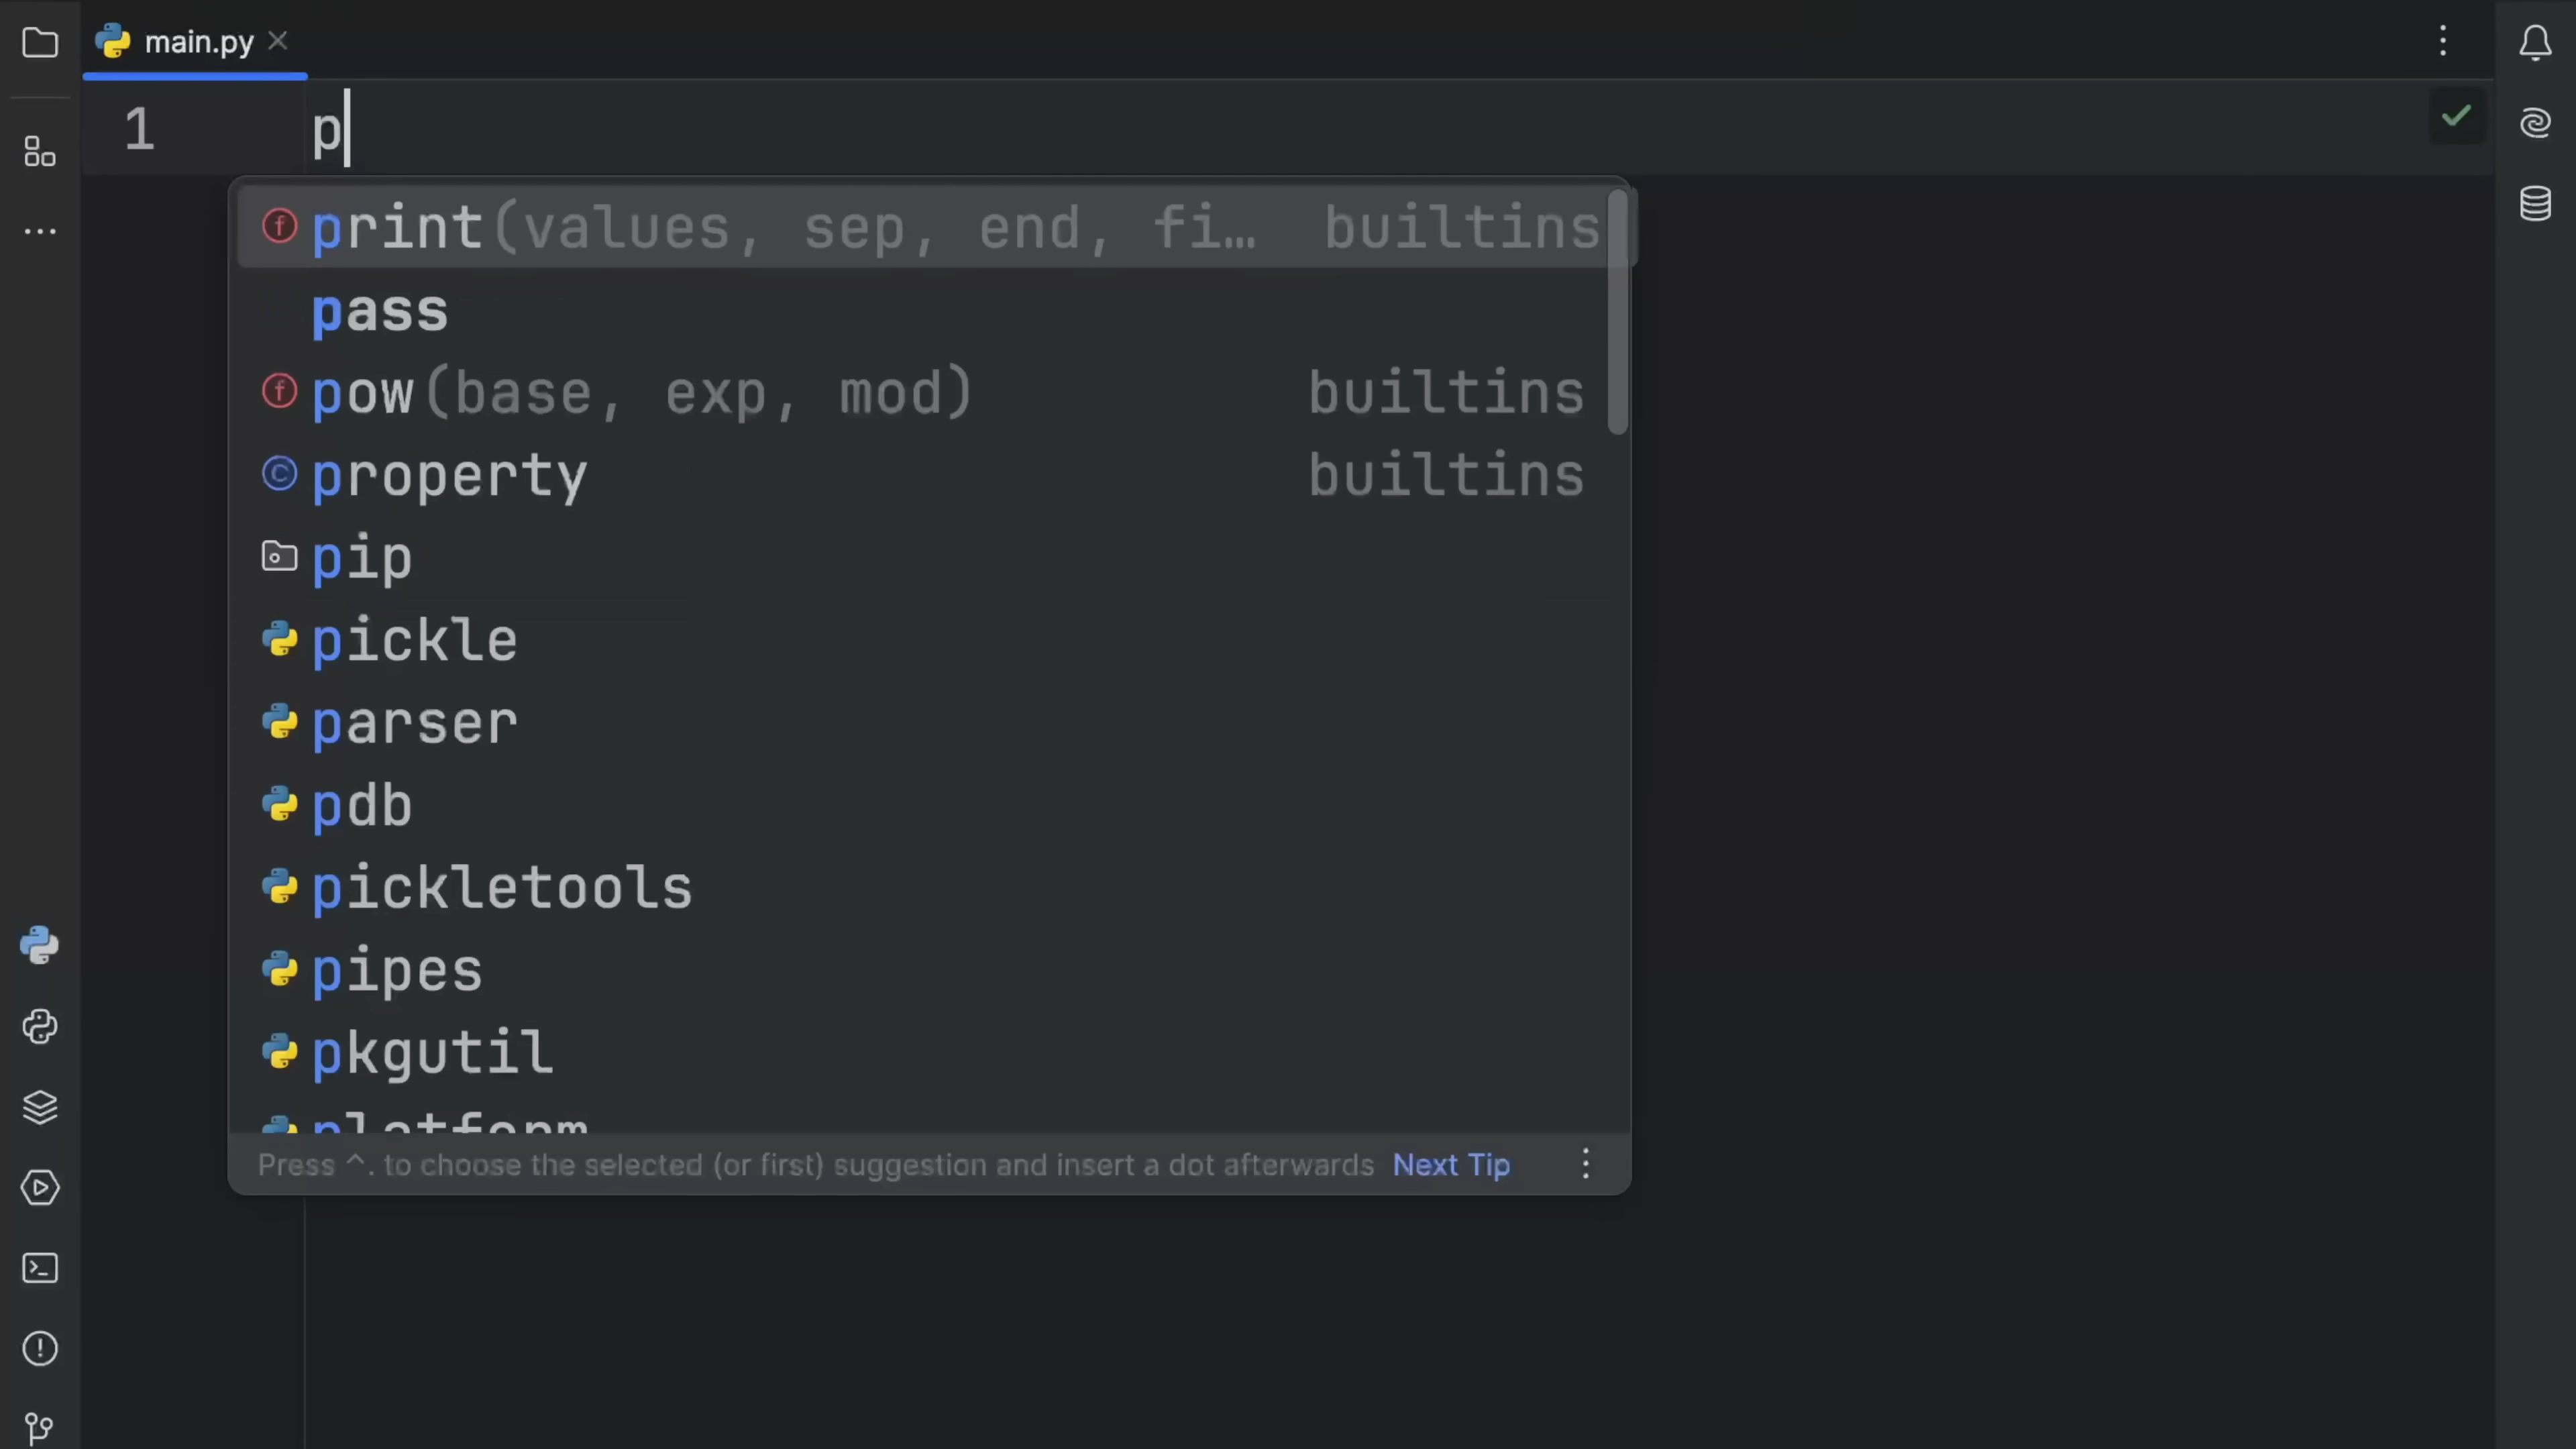 main.py
1 p
print(values, sep, end, fi… builtins
pass
pow(base, exp, mod) builtins
property builtins
pip
pickle
parser
pdb
pickletools
pipes
pkgutil
platform
Press ^. to choose the selected (or first) suggestion and insert a dot afterwards Next Tip